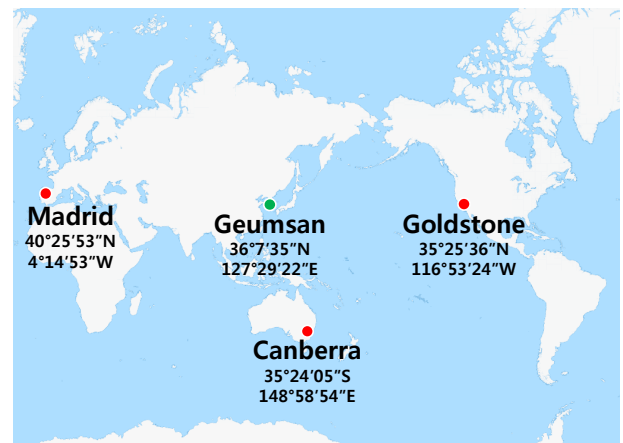 Madrid
40°25′53″N
4°14′53″W
Geumsan
36°7′35″N
127°29′22″E
Goldstone
35°25′36″N
116°53′24″W
Canberra
35°24′05″S
148°58′54″E